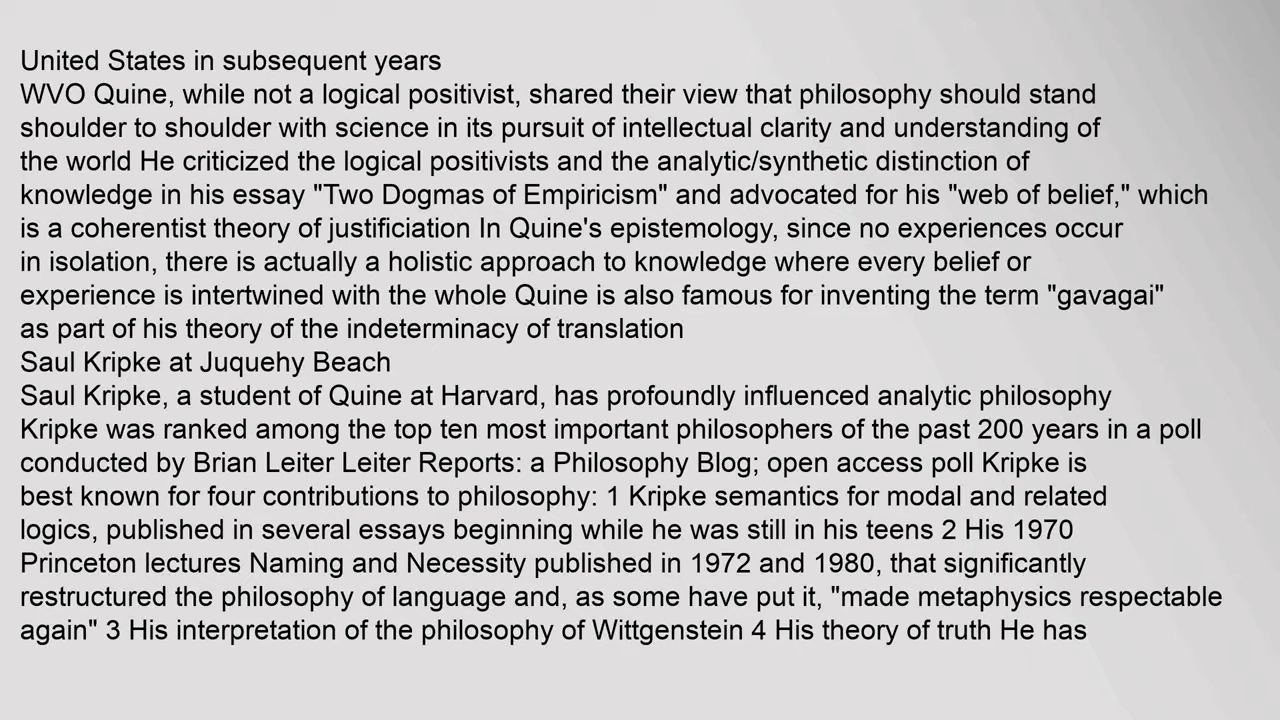 United States in subsequent years
WVO Quine, while not a logical positivist, shared their view that philosophy should stand
shoulder to shoulder with science in its pursuit of intellectual clarity and understanding of
the world He criticized the logical positivists and the analytic/synthetic distinction of
knowledge in his essay "Two Dogmas of Empiricism" and advocated for his "web of belief," which
is a coherentist theory of justificiation In Quine's epistemology, since no experiences occur
in isolation, there is actually a holistic approach to knowledge where every belief or
experience is intertwined with the whole Quine is also famous for inventing the term "gavagai"
as part of his theory of the indeterminacy of translation
Saul Kripke at Juquehy Beach
Saul Kripke, a student of Quine at Harvard, has profoundly influenced analytic philosophy
Kripke was ranked among the top ten most important philosophers of the past 200 years in a poll
conducted by Brian Leiter Leiter Reports: a Philosophy Blog; open access poll Kripke is
best known for four contributions to philosophy: 1 Kripke semantics for modal and related
logics, published in several essays beginning while he was still in his teens 2 His 1970
Princeton lectures Naming and Necessity published in 1972 and 1980, that significantly
restructured the philosophy of language and, as some have put it, "made metaphysics respectable
again" 3 His interpretation of the philosophy of Wittgenstein 4 His theory of truth He has